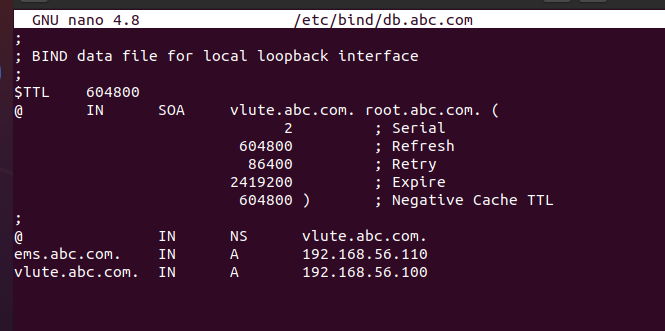 GNU nano 4.8 /etc/bind/db.abc.com
;
; BIND data file for local loopback interface
;
$TTL 604800
@ IN SOA vlute.abc.com. root.abc.com. (
2 ; Serial
604800 ; Refresh
86400 ; Retry
2419200 ; Expire
604800 ) ; Negative Cache TTL
;
@ IN NS vlute.abc.com.
ems.abc.com. IN A 192.168.56.110
vlute.abc.com. IN A 192.168.56.100